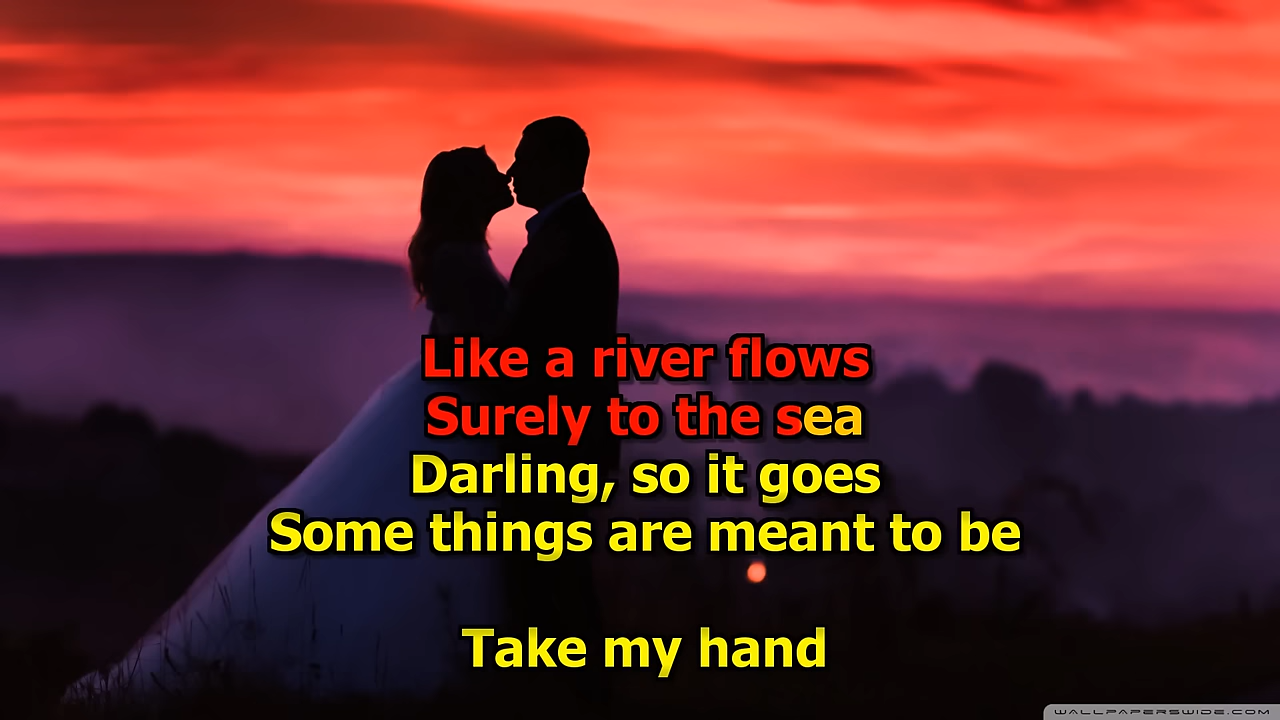 Like a river flows
Surely to the sea
Darling, so it goes
Some things are meant to be
Take my hand
WALLPAPERSWIDE.COM